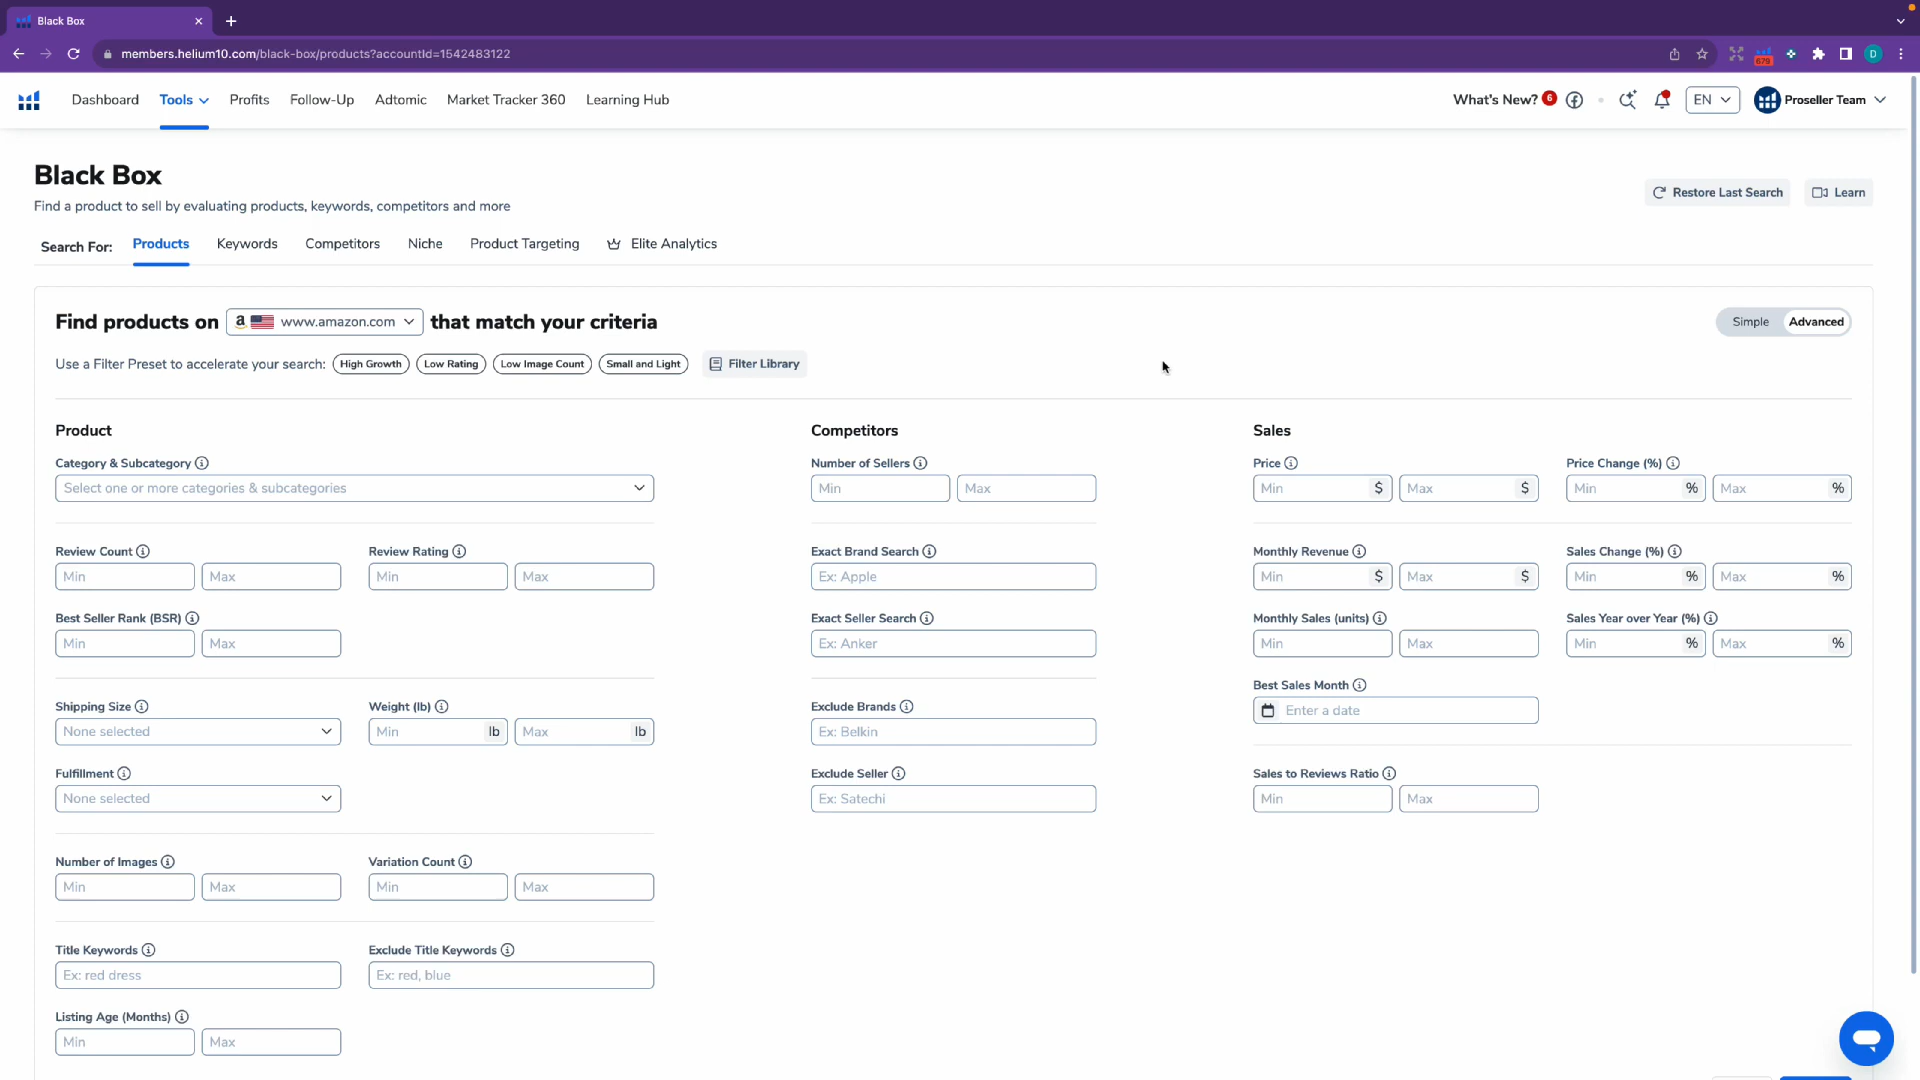 Black Box
members.helium10.com/black-box/products?accountId=1542483122
679
D
Dashboard Tools Profits Follow-Up Adtomic Market Tracker 360 Learning Hub
What's New? 6 EN Proseller Team
Black Box
Find a product to sell by evaluating products, keywords, competitors and more
Restore Last Search Learn
Search For: Products Keywords Competitors Niche Product Targeting Elite Analytics
Find products on a www.amazon.com that match your criteria
Simple Advanced
Use a Filter Preset to accelerate your search: High Growth Low Rating Low Image Count Small and Light Filter Library
Product Competitors Sales
Category & Subcategory Number of Sellers Price Price Change (%)
Select one or more categories & subcategories Min Max Min $ Max $ Min % Max %
Review Count Review Rating Exact Brand Search Monthly Revenue Sales Change (%)
Min Max Min Max Ex: Apple Min $ Max $ Min % Max %
Best Seller Rank (BSR) Exact Seller Search Monthly Sales (units) Sales Year over Year (%)
Min Max Ex: Anker Min Max Min % Max %
Best Sales Month
Enter a date
Shipping Size Weight (lb) Exclude Brands
None selected Min lb Max lb Ex: Belkin
Fulfillment Exclude Seller Sales to Reviews Ratio
None selected Ex: Satechi Min Max
Number of Images Variation Count
Min Max Min Max
Title Keywords Exclude Title Keywords
Ex: red dress Ex: red, blue
Listing Age (Months)
Min Max